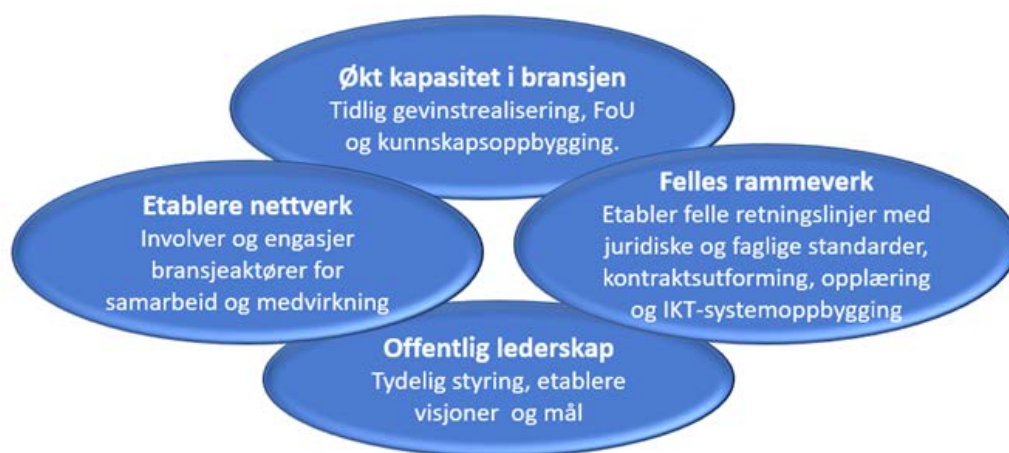 Økt kapasitet i bransjen
Tidlig gevinstrealisering, FoU
og kunnskapsoppbygging.
Etablere nettverk
Involver og engasjer
bransjeaktører for
samarbeid og medvirkning
Felles rammeverk
Etabler felle retningslinjer med
juridiske og faglige standarder,
kontraktsutforming, opplæring
og IKT-systemoppbygging
Offentlig lederskap
Tydelig styring, etablere
visjoner og mål